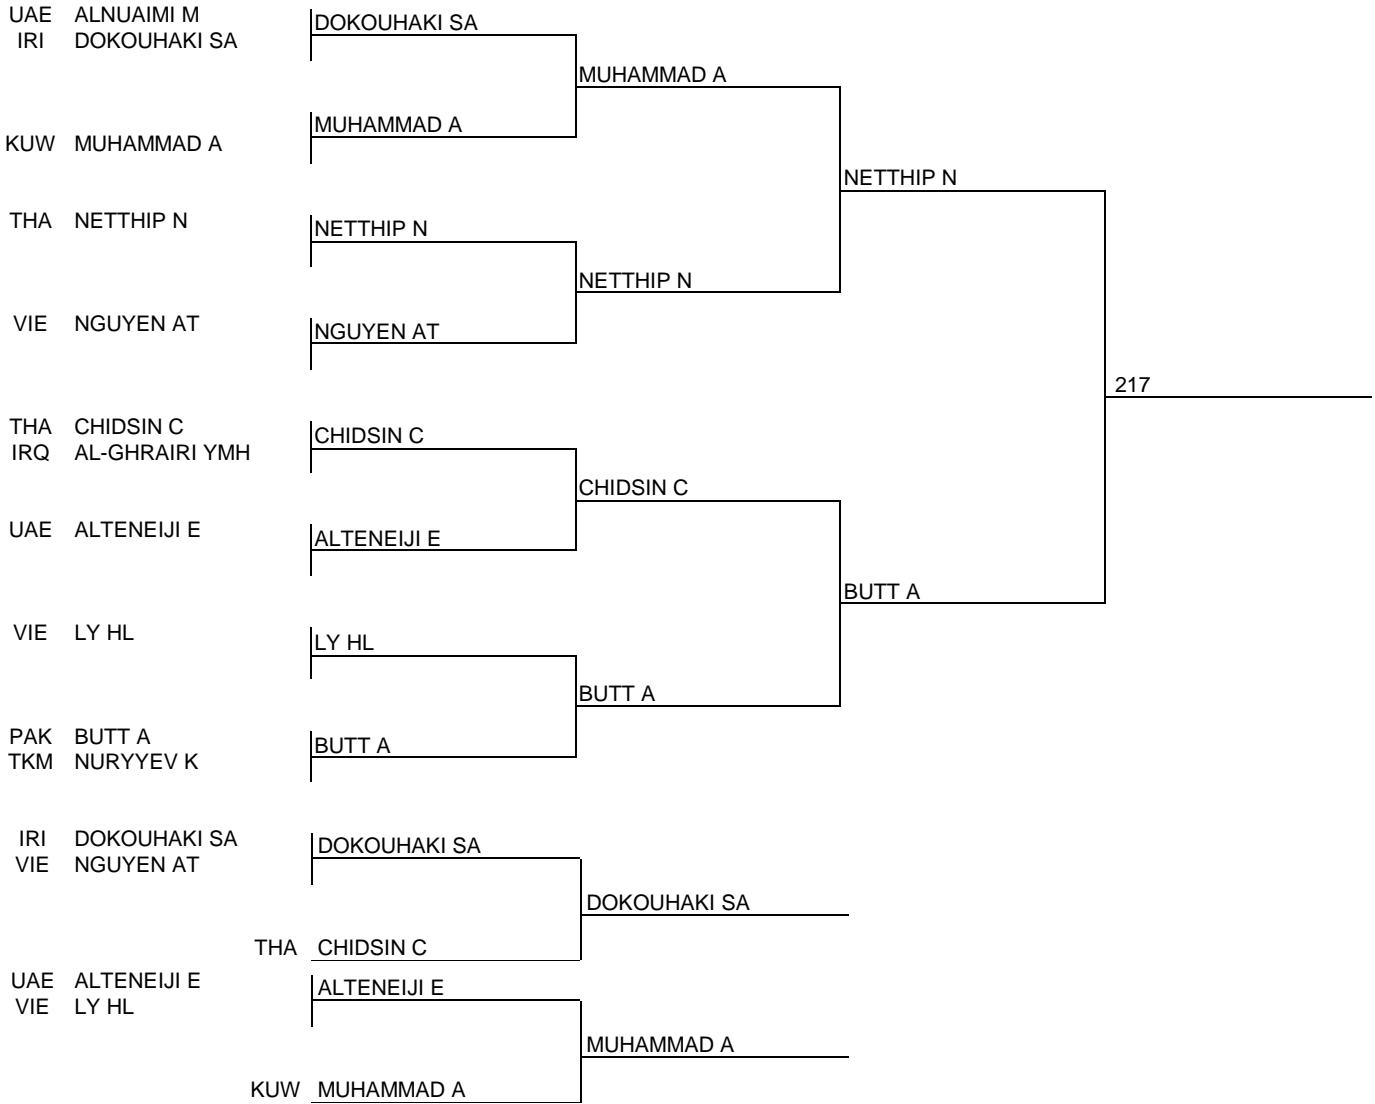 UAE ALNUAIMI M
IRI DOKOUHAKI SA
DOKOUHAKI SA
MUHAMMAD A
KUW MUHAMMAD A
MUHAMMAD A
NETTHIP N
THA NETTHIP N
NETTHIP N
NETTHIP N
VIE NGUYEN AT
NGUYEN AT
217
THA CHIDSIN C
IRQ AL-GHRAIRI YMH
CHIDSIN C
CHIDSIN C
UAE ALTENEIJI E
ALTENEIJI E
BUTT A
VIE LY HL
LY HL
BUTT A
PAK BUTT A
TKM NURYYEV K
BUTT A
IRI DOKOUHAKI SA
VIE NGUYEN AT
DOKOUHAKI SA
DOKOUHAKI SA
THA CHIDSIN C
UAE ALTENEIJI E
VIE LY HL
ALTENEIJI E
MUHAMMAD A
KUW MUHAMMAD A